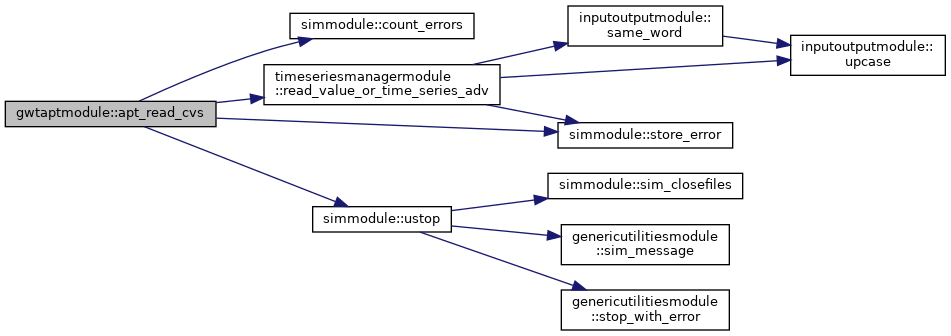 simmodule::count_errors
inputoutputmodule::
same_word
inputoutputmodule::
upcase
timeseriesmanagermodule
::read_value_or_time_series_adv
gwtaptmodule::apt_read_cvs
simmodule::store_error
simmodule::sim_closefiles
simmodule::ustop
genericutilitiesmodule
::sim_message
genericutilitiesmodule
::stop_with_error